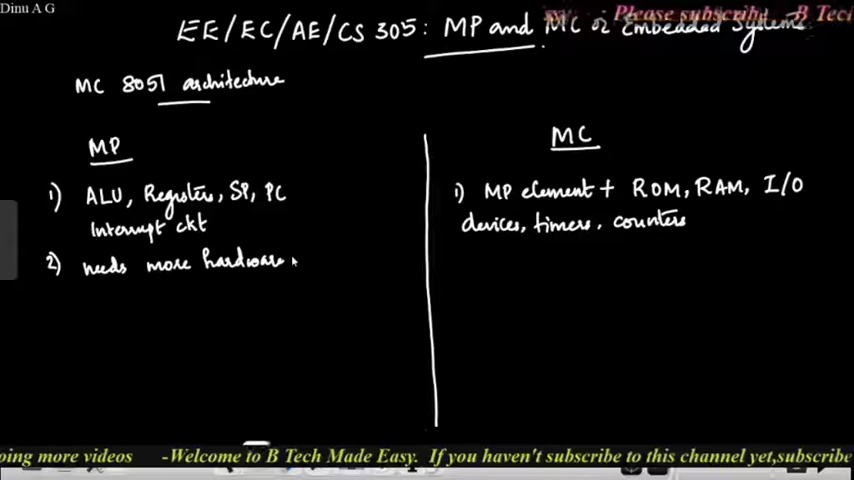 Dinu A G
Please subscribe B Tec
EE/EC/AE/CS 305: MP and MC or Embedded Systems
MC 8051 architecture
MP
1) ALU, Registers, SP, PC
Interrupt ckt
2) needs more hardware
MC
1) MP element + ROM, RAM, I/O
devices, timers, counters
oing more videos -Welcome to B Tech Made Easy. If you haven't subscribe to this channel yet,subscribe